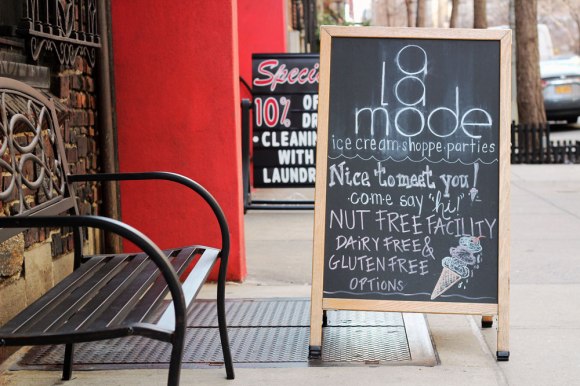 a
la
mode
ice cream · shoppe · parties
Nice to meet you!
come say "hi!"
NUT FREE FACILITY
DAIRY FREE &
GLUTEN FREE
OPTIONS
Speci
10% OF
DR
• CLEANING
WITH
LAUNDR